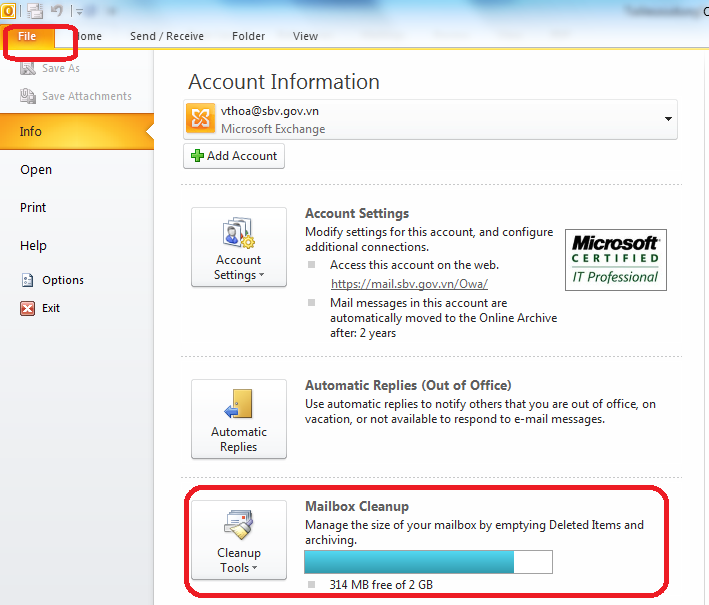 File
ome
Send / Receive
Folder
View
Save As
Save Attachments
Info
Open
Print
Help
Options
Exit
Account Information
vthoa@sbv.gov.vn
Microsoft Exchange
Add Account
Account
Settings
Account Settings
Modify settings for this account, and configure
additional connections.
Access this account on the web.
https://mail.sbv.gov.vn/Owa/
Mail messages in this account are
automatically moved to the Online Archive
after: 2 years
Microsoft
CERTIFIED
IT Professional
Automatic
Replies
Automatic Replies (Out of Office)
Use automatic replies to notify others that you are out of office, on
vacation, or not available to respond to e-mail messages.
Cleanup
Tools
Mailbox Cleanup
Manage the size of your mailbox by emptying Deleted Items and
archiving.
314 MB free of 2 GB